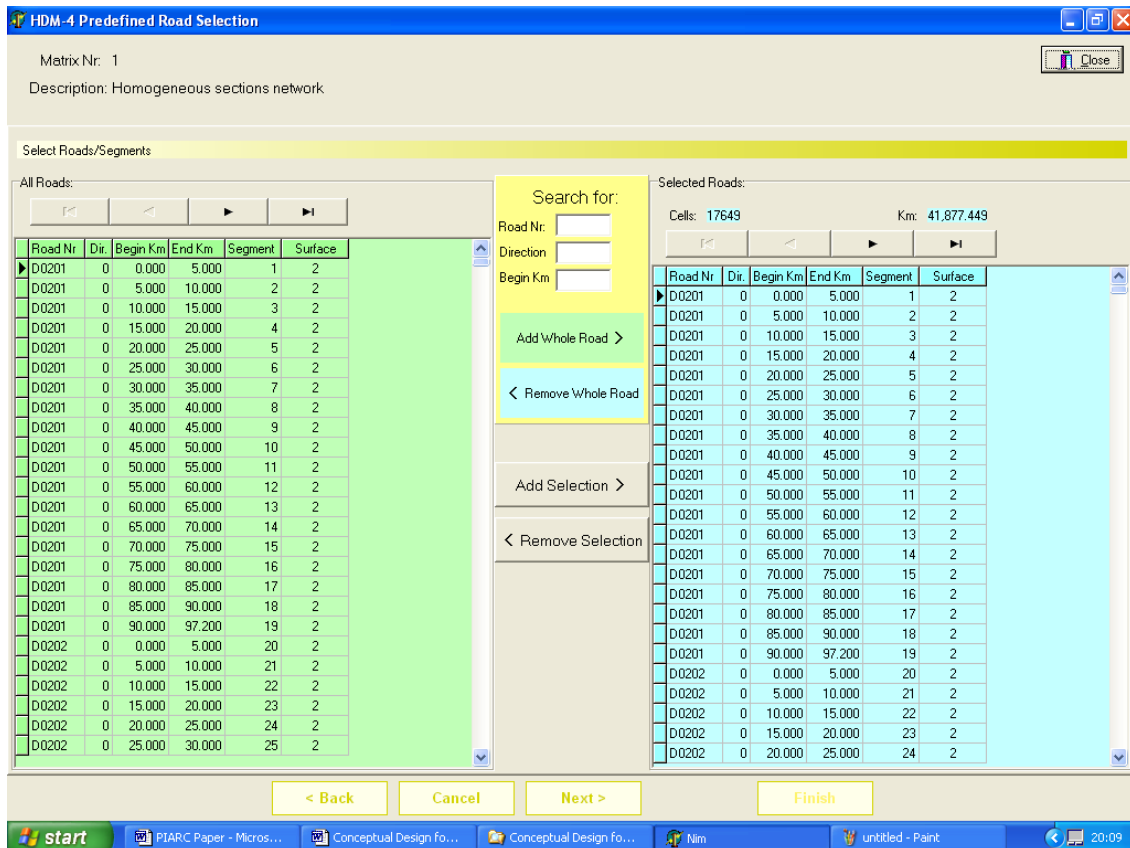 HDM-4 Predefined Road Selection
Matrix Nr: 1
Close
Description: Homogeneous sections network
Select Roads/Segments
All Roads:
Road Nr Dir. Begin Km End Km Segment Surface
D0201 0 0.000 5.000 1 2
D0201 0 5.000 10.000 2 2
D0201 0 10.000 15.000 3 2
D0201 0 15.000 20.000 4 2
D0201 0 20.000 25.000 5 2
D0201 0 25.000 30.000 6 2
D0201 0 30.000 35.000 7 2
D0201 0 35.000 40.000 8 2
D0201 0 40.000 45.000 9 2
D0201 0 45.000 50.000 10 2
D0201 0 50.000 55.000 11 2
D0201 0 55.000 60.000 12 2
D0201 0 60.000 65.000 13 2
D0201 0 65.000 70.000 14 2
D0201 0 70.000 75.000 15 2
D0201 0 75.000 80.000 16 2
D0201 0 80.000 85.000 17 2
D0201 0 85.000 90.000 18 2
D0201 0 90.000 97.200 19 2
D0202 0 0.000 5.000 20 2
D0202 0 5.000 10.000 21 2
D0202 0 10.000 15.000 22 2
D0202 0 15.000 20.000 23 2
D0202 0 20.000 25.000 24 2
D0202 0 25.000 30.000 25 2
Search for:
Road Nr:
Direction
Begin Km
Add Whole Road >
< Remove Whole Road
Add Selection >
< Remove Selection
Selected Roads:
Cells: 17649 Km: 41,877.449
Road Nr Dir. Begin Km End Km Segment Surface
D0201 0 0.000 5.000 1 2
D0201 0 5.000 10.000 2 2
D0201 0 10.000 15.000 3 2
D0201 0 15.000 20.000 4 2
D0201 0 20.000 25.000 5 2
D0201 0 25.000 30.000 6 2
D0201 0 30.000 35.000 7 2
D0201 0 35.000 40.000 8 2
D0201 0 40.000 45.000 9 2
D0201 0 45.000 50.000 10 2
D0201 0 50.000 55.000 11 2
D0201 0 55.000 60.000 12 2
D0201 0 60.000 65.000 13 2
D0201 0 65.000 70.000 14 2
D0201 0 70.000 75.000 15 2
D0201 0 75.000 80.000 16 2
D0201 0 80.000 85.000 17 2
D0201 0 85.000 90.000 18 2
D0201 0 90.000 97.200 19 2
D0202 0 0.000 5.000 20 2
D0202 0 5.000 10.000 21 2
D0202 0 10.000 15.000 22 2
D0202 0 15.000 20.000 23 2
D0202 0 20.000 25.000 24 2
< Back Cancel Next > Finish
start PIARC Paper - Micros... Conceptual Design fo... Conceptual Design fo... Nim untitled - Paint 20:09